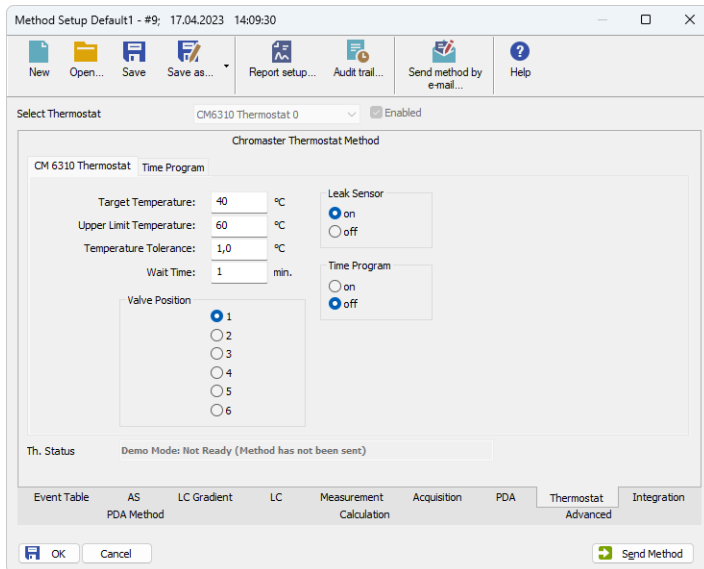 Method Setup Default1 - #9;  17.04.2023  14:09:30
New Open... Save Save as... Report setup... Audit trail... Send method by e-mail... Help
Select Thermostat CM6310 Thermostat 0 Enabled
Chromaster Thermostat Method
CM 6310 Thermostat Time Program
Target Temperature: 40 ºC
Upper Limit Temperature: 60 ºC
Temperature Tolerance: 1,0 ºC
Wait Time: 1 min.
Leak Sensor
on
off
Time Program
on
off
Valve Position
1
2
3
4
5
6
Th. Status Demo Mode: Not Ready (Method has not been sent)
Event Table AS LC Gradient LC Measurement Acquisition PDA Thermostat Integration
PDA Method Calculation Advanced
OK Cancel Send Method